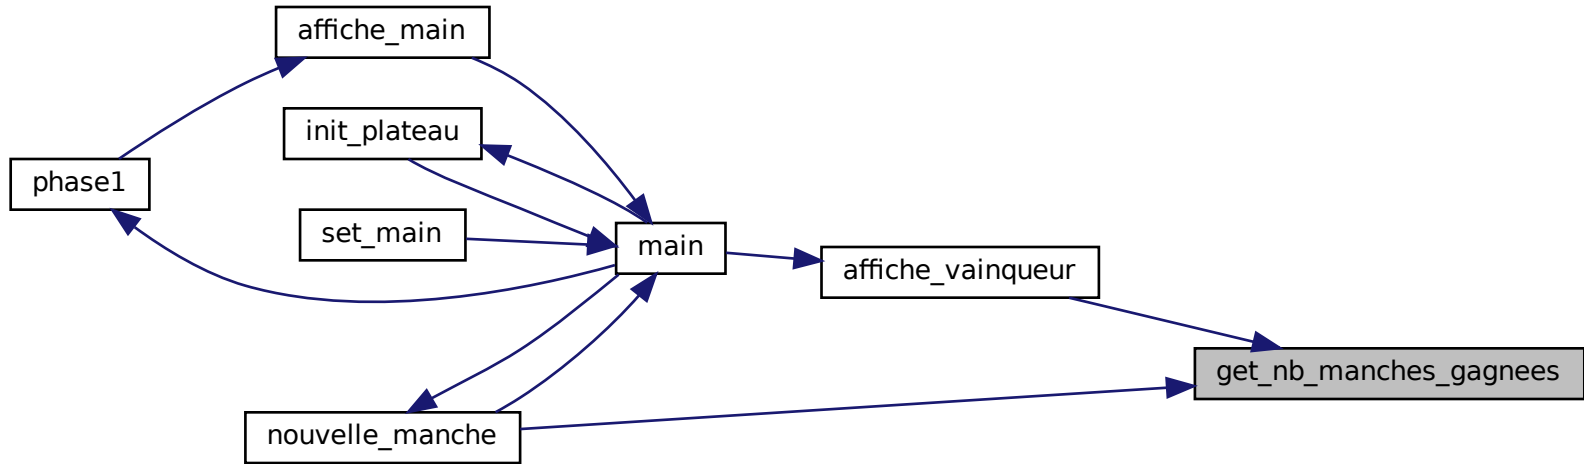 affiche_main
init_plateau
phase1
set_main
main
affiche_vainqueur
get_nb_manches_gagnees
nouvelle_manche